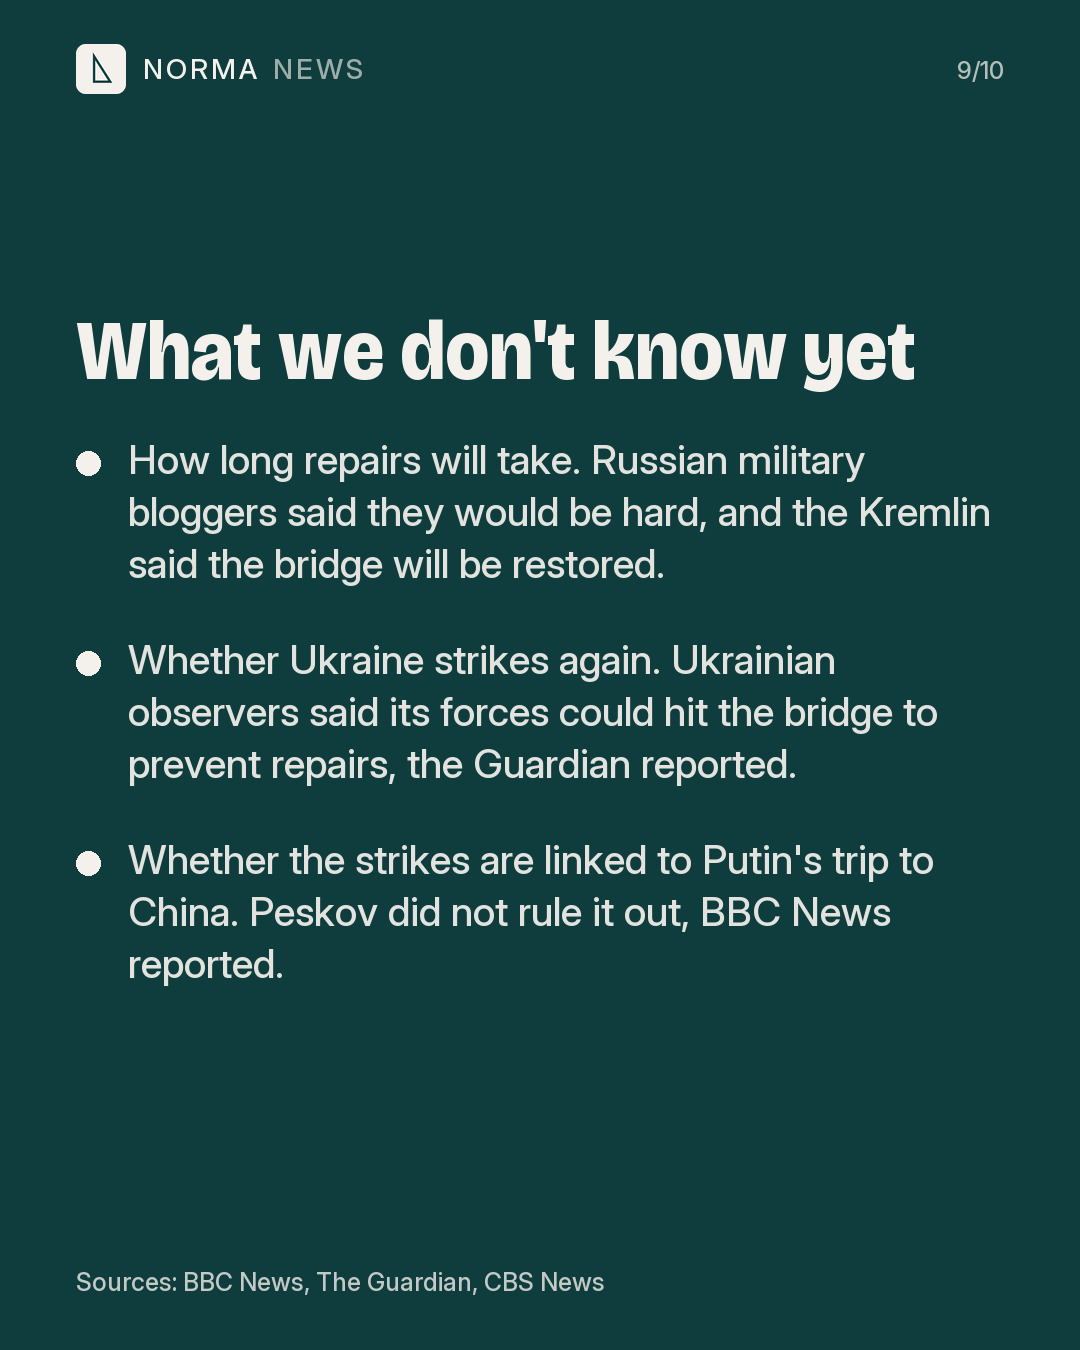 NORMA NEWS
9/10
What we don't know yet
How long repairs will take. Russian military
bloggers said they would be hard, and the Kremlin
said the bridge will be restored.
Whether Ukraine strikes again. Ukrainian
observers said its forces could hit the bridge to
prevent repairs, the Guardian reported.
Whether the strikes are linked to Putin's trip to
China. Peskov did not rule it out, BBC News
reported.
Sources: BBC News, The Guardian, CBS News